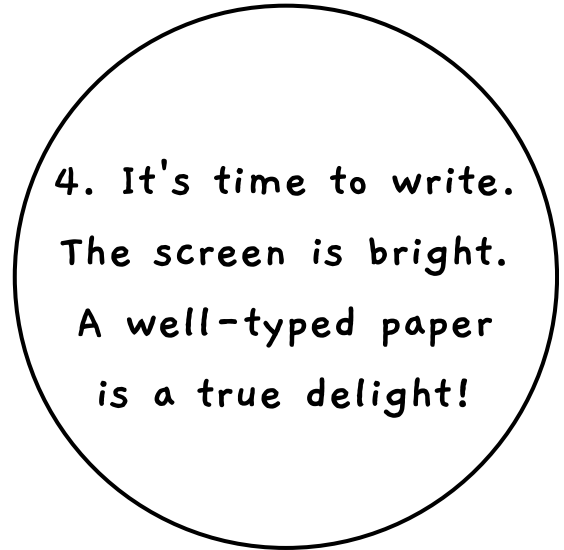 4. It's time to write.
The screen is bright.
A well-typed paper
is a true delight!